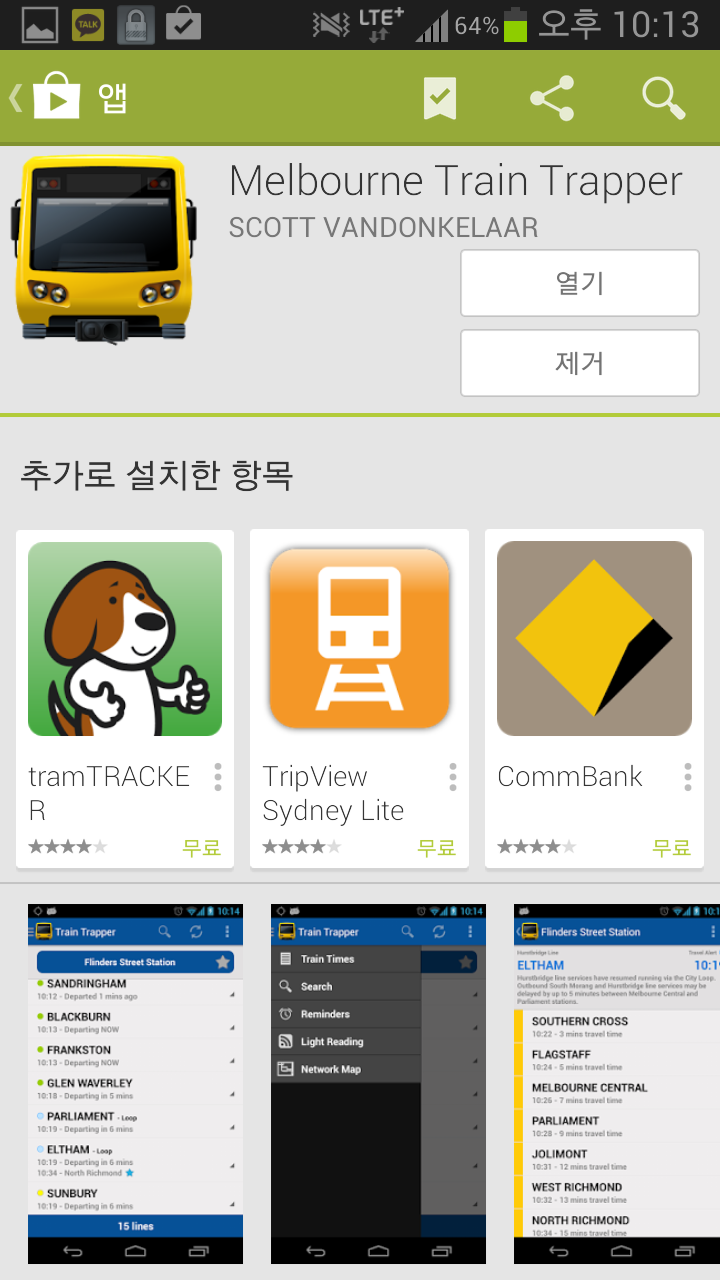 TALK
LTE+
64%
오후 10:13
앱
Melbourne Train Trapper
SCOTT VANDONKELAAR
열기
제거
추가로 설치한 항목
tramTRACKE
R
무료
TripView
Sydney Lite
무료
CommBank
무료
10:14
Train Trapper
Flinders Street Station
SANDRINGHAM
10:12 - Departed 1 mins ago
BLACKBURN
10:13 - Departing NOW
FRANKSTON
10:13 - Departing NOW
GLEN WAVERLEY
10:18 - Departing in 5 mins
PARLIAMENT - Loop
10:19 - Departing in 6 mins
ELTHAM - Loop
10:19 - Departing in 6 mins
10:34 - North Richmond
SUNBURY
10:19 - Departing in 6 mins
15 lines
10:14
Train Trapper
Train Times
Search
Reminders
Light Reading
Network Map
10:1
Flinders Street Station
Hurstbridge Line
Travel Alert
ELTHAM
10:19
Hurstbridge line services have resumed running via the City Loop.
Outbound South Morang and Hurstbridge line services may be
delayed by up to 5 minutes between Melbourne Central and
Parliament stations.
SOUTHERN CROSS
10:22 - 3 mins travel time
FLAGSTAFF
10:24 - 5 mins travel time
MELBOURNE CENTRAL
10:26 - 7 mins travel time
PARLIAMENT
10:28 - 9 mins travel time
JOLIMONT
10:31 - 12 mins travel time
WEST RICHMOND
10:32 - 13 mins travel time
NORTH RICHMOND
10:34 - 15 mins travel time